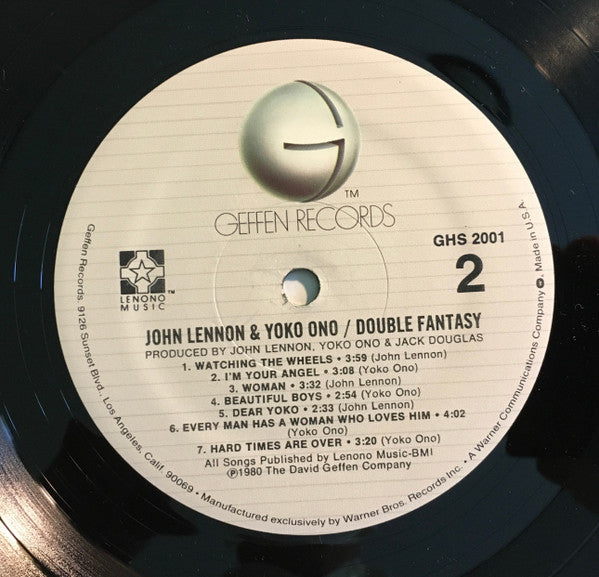 G
TM
GEFFEN RECORDS
GHS 2001
2
LENONO
MUSIC TM
JOHN LENNON & YOKO ONO / DOUBLE FANTASY
PRODUCED BY JOHN LENNON, YOKO ONO & JACK DOUGLAS
1. WATCHING THE WHEELS • 3:59 (John Lennon)
2. I'M YOUR ANGEL • 3:08 (Yoko Ono)
3. WOMAN • 3:32 (John Lennon)
4. BEAUTIFUL BOYS • 2:54 (Yoko Ono)
5. DEAR YOKO • 2:33 (John Lennon)
6. EVERY MAN HAS A WOMAN WHO LOVES HIM • 4:02
(Yoko Ono)
7. HARD TIMES ARE OVER • 3:20 (Yoko Ono)
All Songs Published by Lenono Music-BMI
℗1980 The David Geffen Company
Geffen Records, 9126 Sunset Blvd., Los Angeles, Calif. 90069 • Manufactured exclusively by Warner Bros. Records Inc. • A Warner Communications Company. Made in U.S.A.